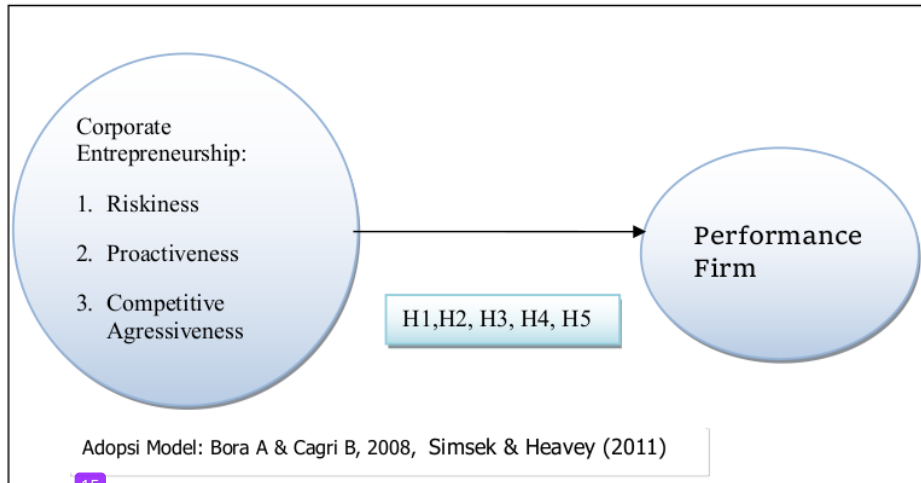 Corporate
Entrepreneurship:
1. Riskiness
2. Proactiveness
3. Competitive
Agressiveness
Performance
Firm
H1,H2, H3, H4, H5
Adopsi Model: Bora A & Cagri B, 2008, Simsek & Heavey (2011)